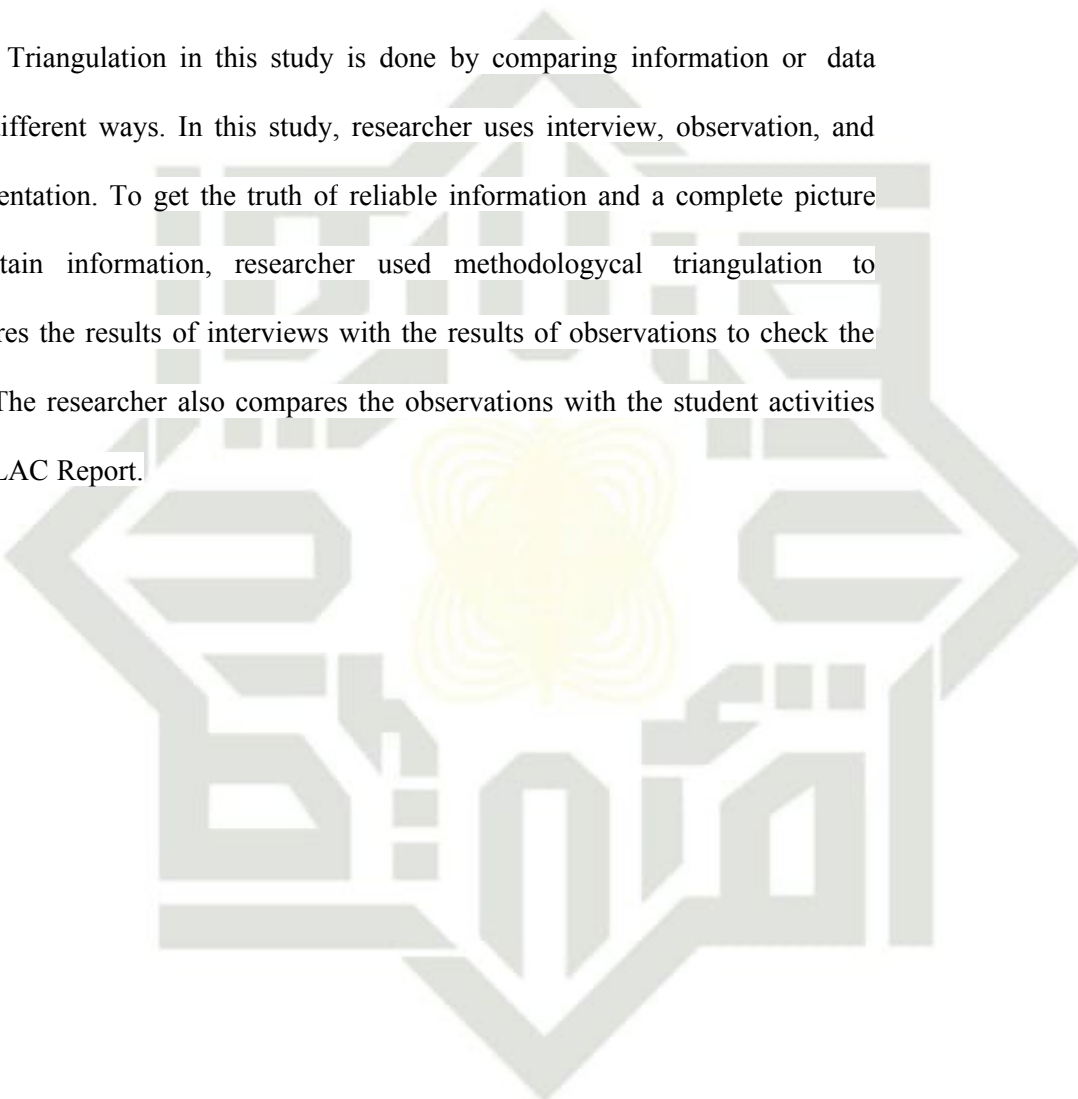 Triangulation in this study is done by comparing information or data
ifferent ways. In this study, researcher uses interview, observation, and
entation. To get the truth of reliable information and a complete picture
tain information, researcher used methodologycal triangulation to
res the results of interviews with the results of observations to check the
The researcher also compares the observations with the student activities
LAC Report.